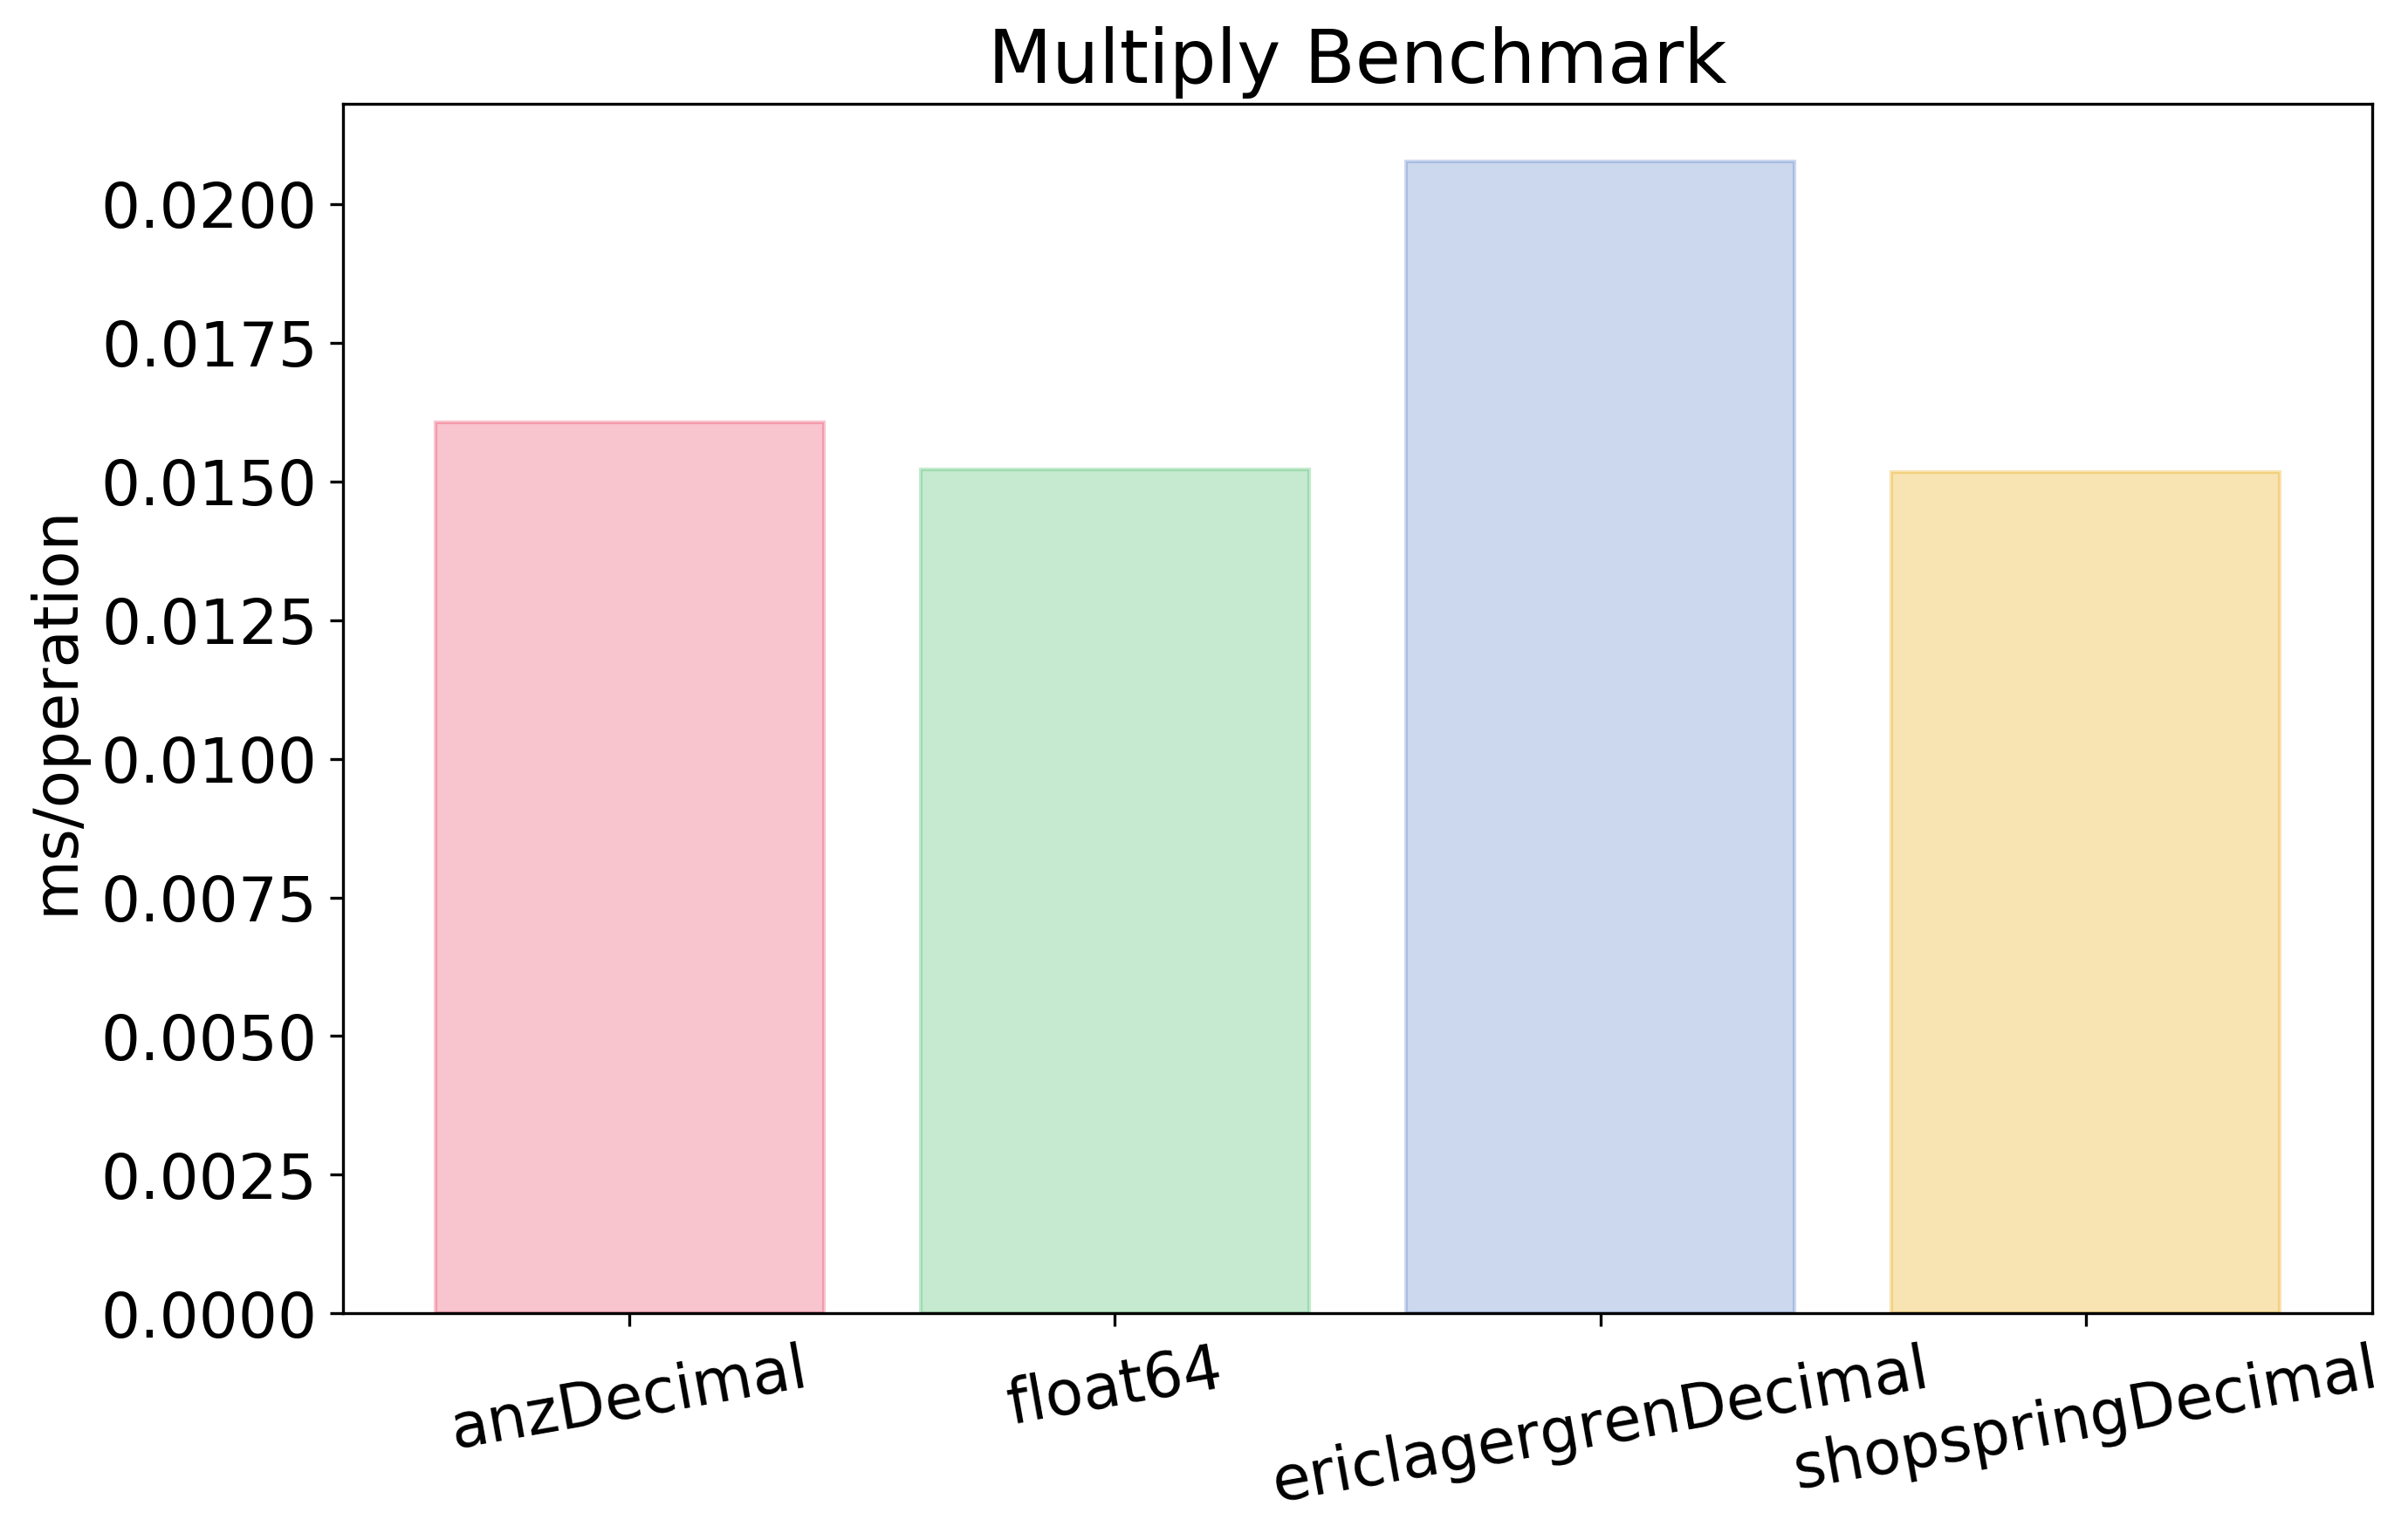 Multiply Benchmark
ms/operation
0.0200
0.0175
0.0150
0.0125
0.0100
0.0075
0.0050
0.0025
0.0000
anzDecimal
float64
ericlagergrenDecimal
shopspringDecimal